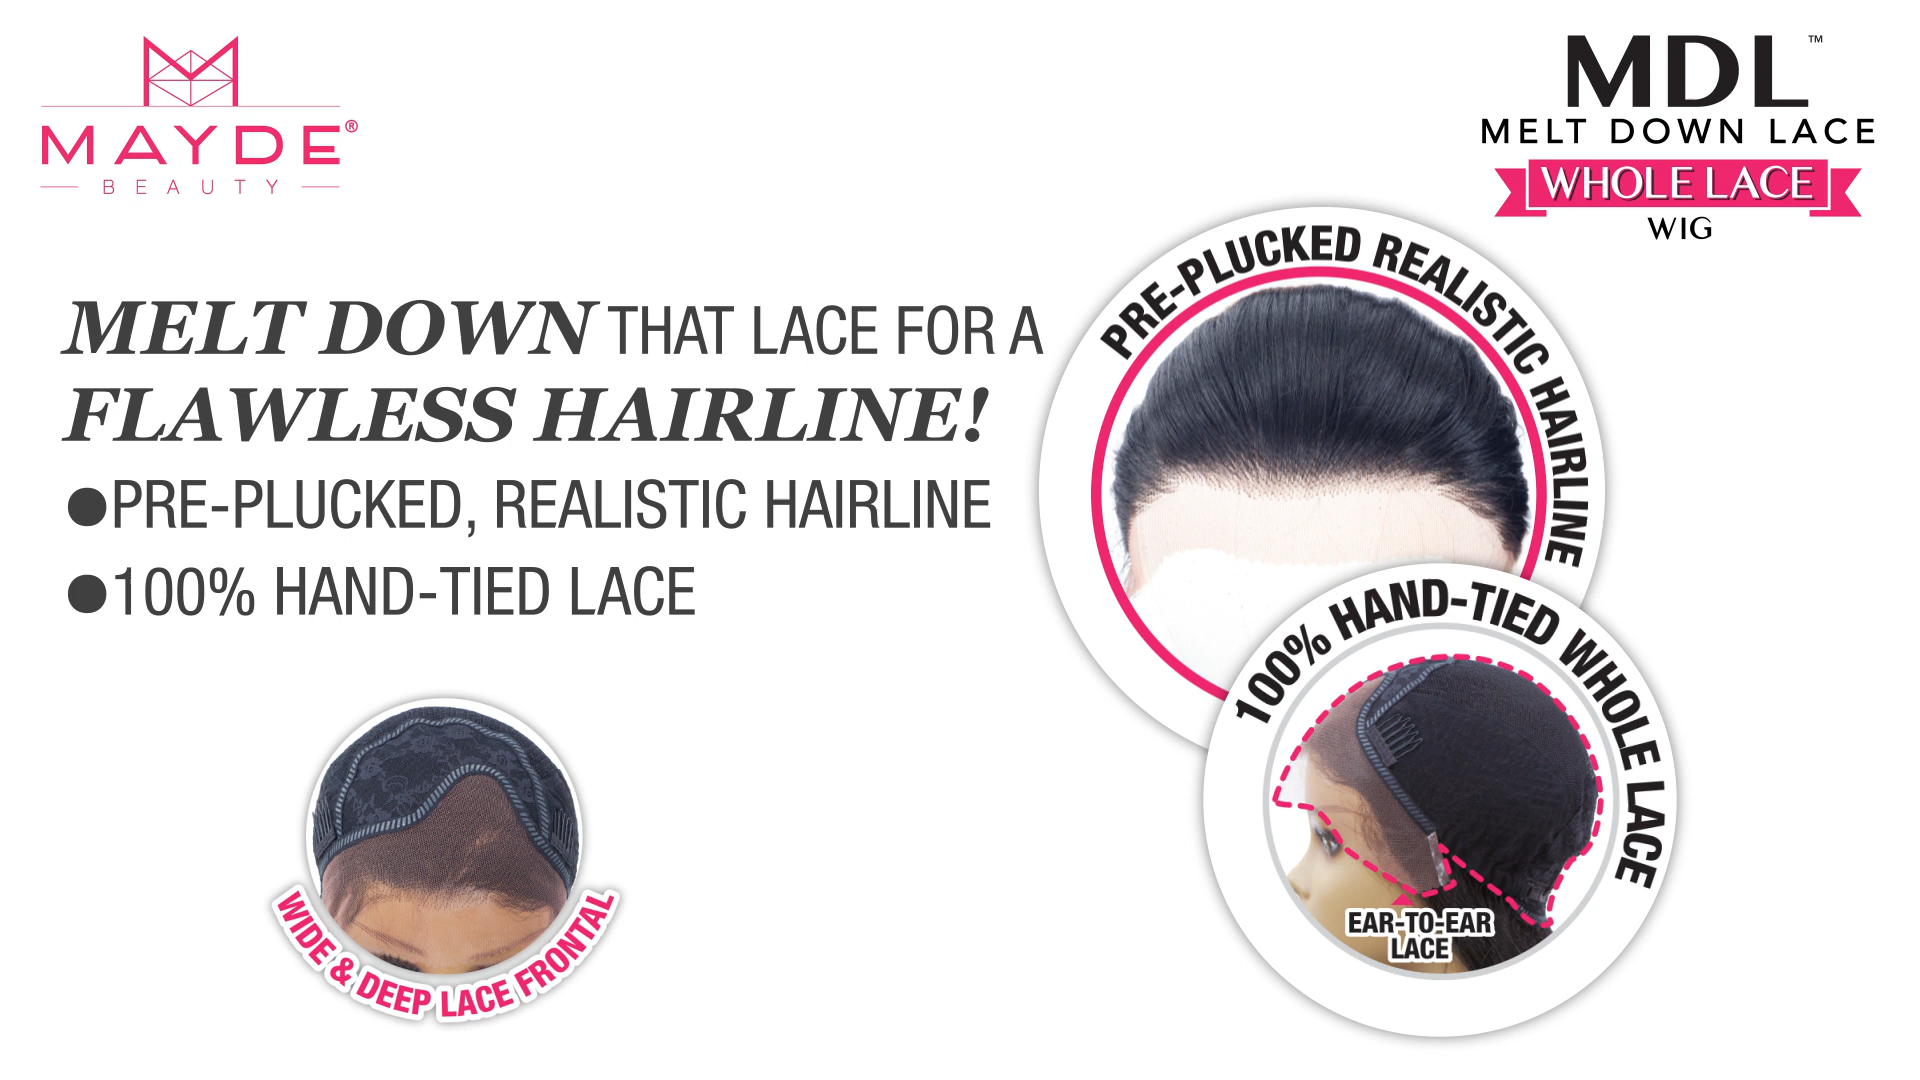 MAYDE®
BEAUTY
MDL™
MELT DOWN LACE
WHOLE LACE
WIG
MELT DOWN THAT LACE FOR A
FLAWLESS HAIRLINE!
●PRE-PLUCKED, REALISTIC HAIRLINE
●100% HAND-TIED LACE
PRE-PLUCKED REALISTIC HAIRLINE
100% HAND-TIED WHOLE LACE
EAR-TO-EAR
LACE
WIDE & DEEP LACE FRONTAL